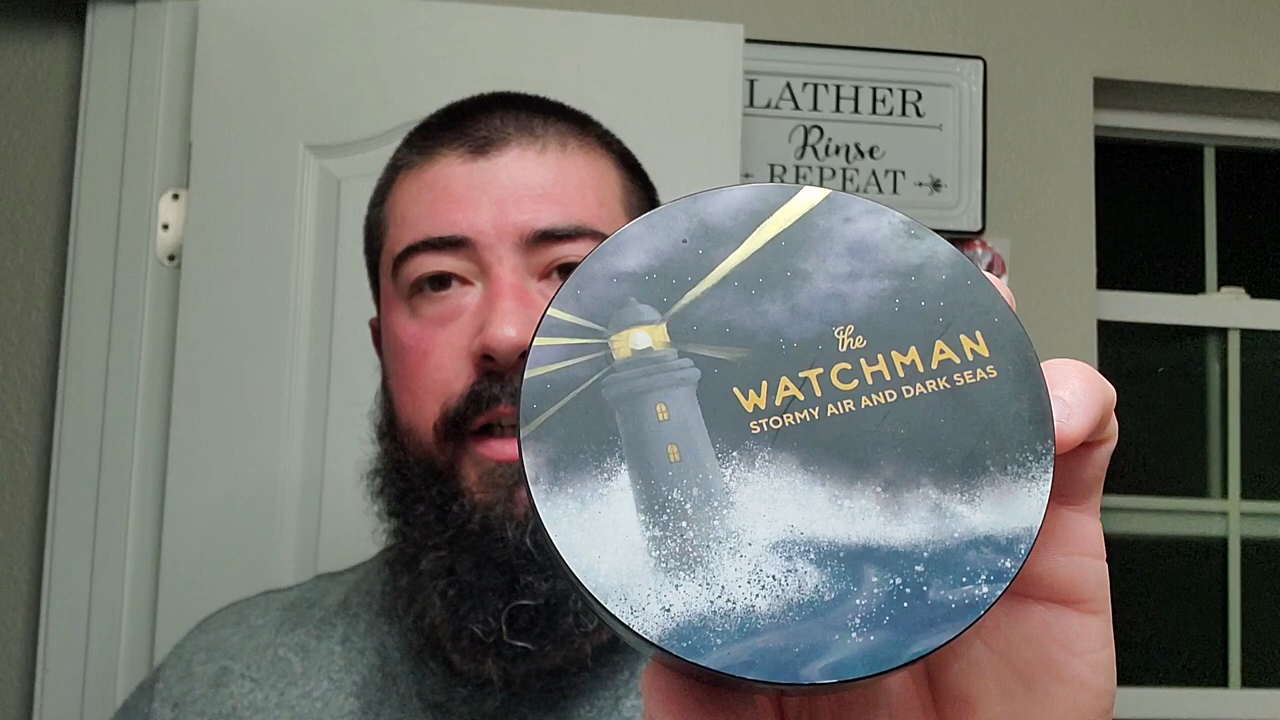 LATHER
Rinse
REPEAT
the
WATCHMAN
STORMY AIR AND DARK SEAS